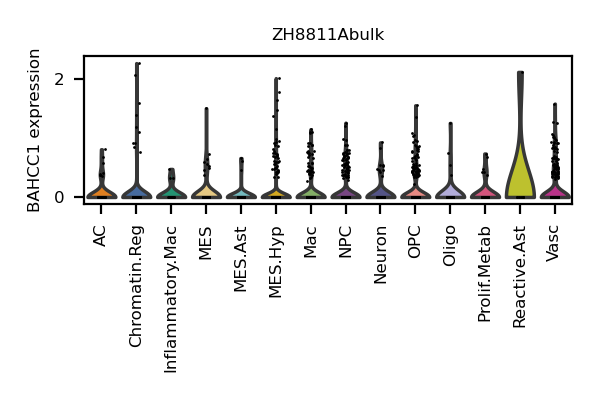 ZH8811Abulk
BAHCC1 expression
2
0
AC
Chromatin.Reg
Inflammatory.Mac
MES
MES.Ast
MES.Hyp
Mac
NPC
Neuron
OPC
Oligo
Prolif.Metab
Reactive.Ast
Vasc